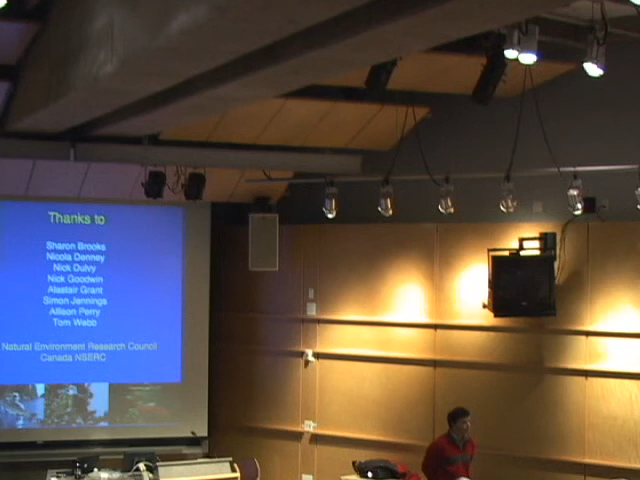 Thanks to
Sharon Brooks
Nicola Denney
Nick Dulvy
Nick Goodwin
Alastair Grant
Simon Jennings
Allison Perry
Tom Webb
Natural Environment Research Council
Canada NSERC